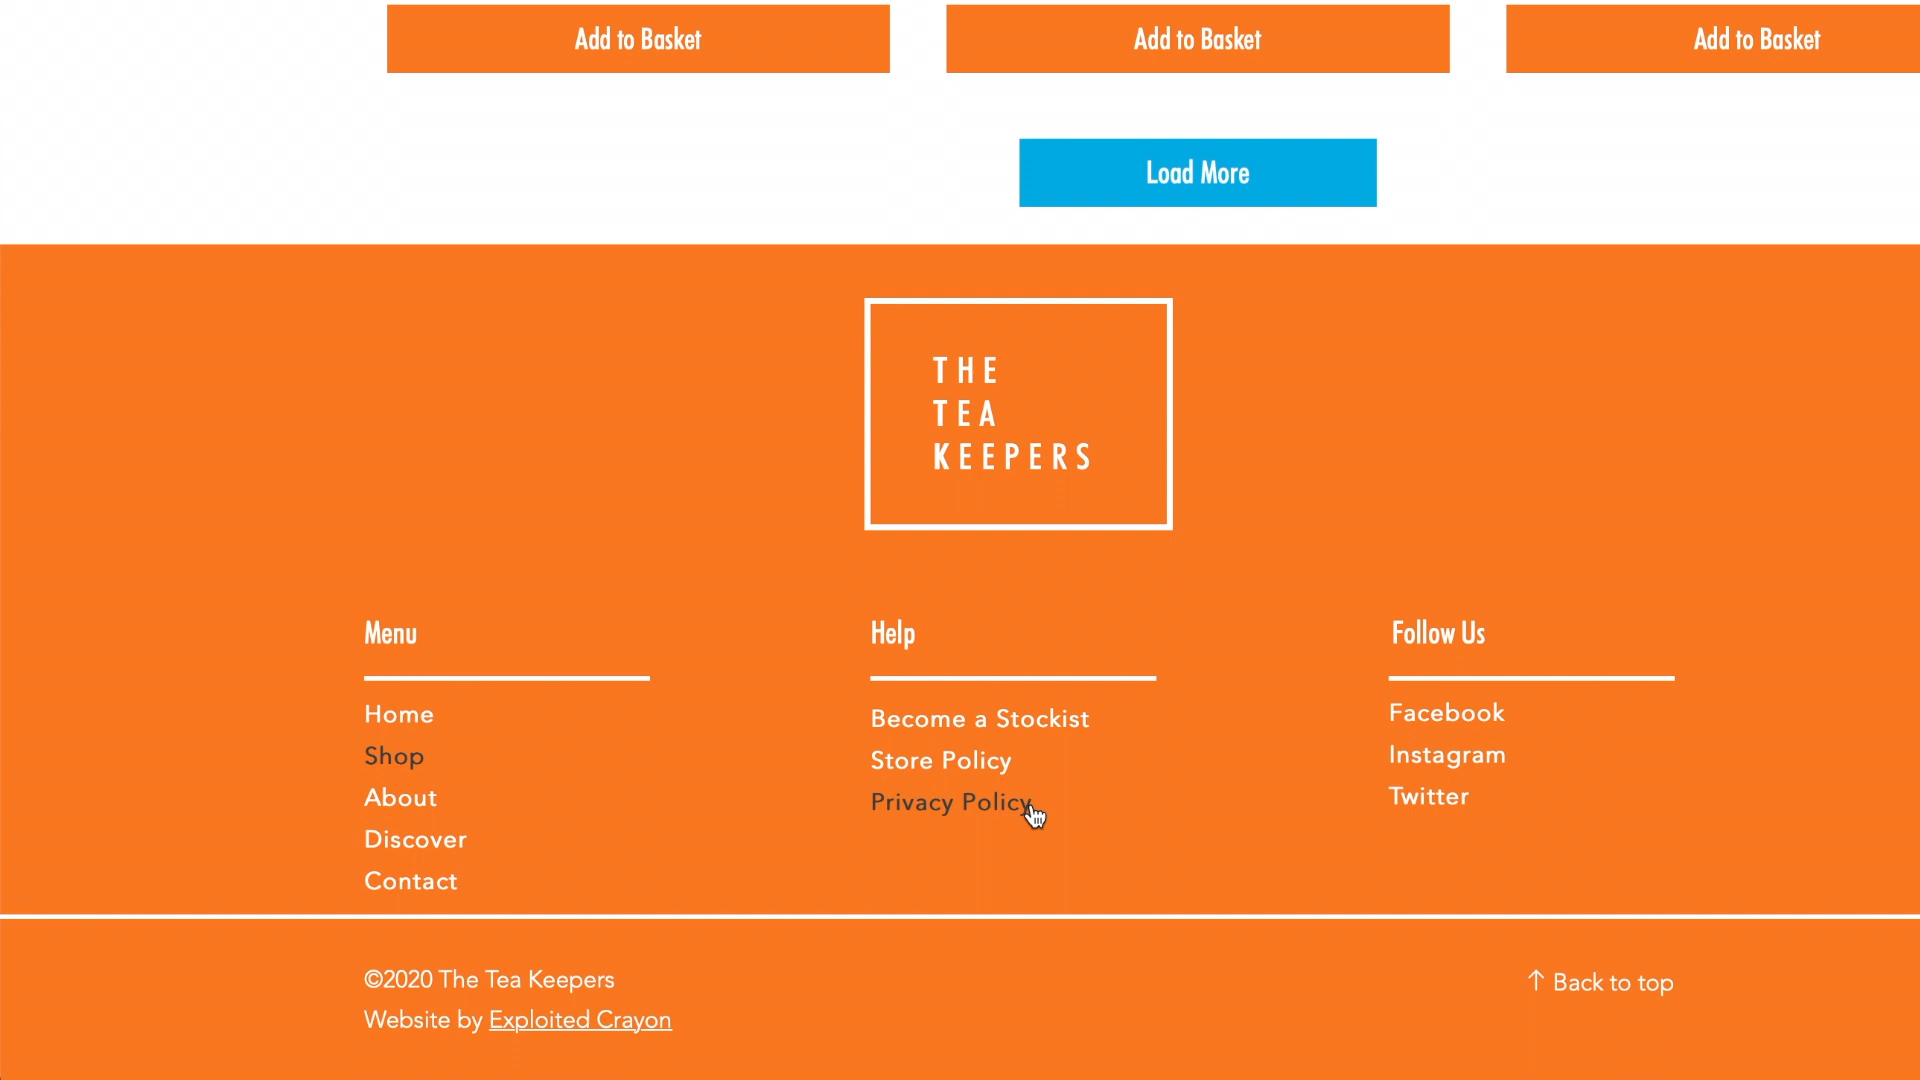 Add to Basket
Add to Basket
Add to Basket
Load More
THE
TEA
KEEPERS
Menu
Home
Shop
About
Discover
Contact
Help
Become a Stockist
Store Policy
Privacy Policy
Follow Us
Facebook
Instagram
Twitter
©2020 The Tea Keepers
Website by Exploited Crayon
↑ Back to top